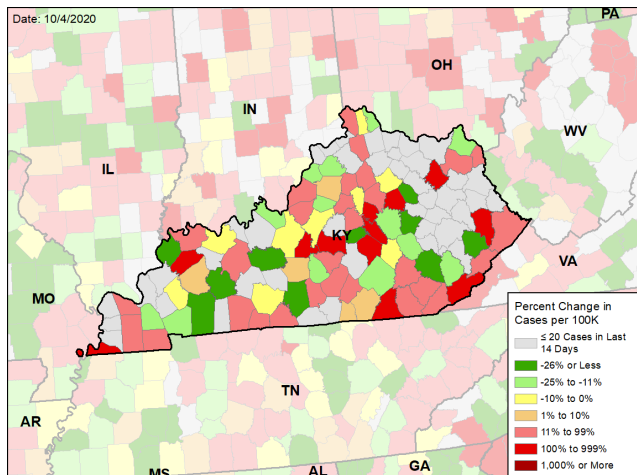 Date: 10/4/2020
PA
OH
IN
WV
IL
KY
VA
MO
Percent Change in
Cases per 100K
≤ 20 Cases in Last
14 Days
-26% or Less
-25% to -11%
-10% to 0%
1% to 10%
11% to 99%
100% to 999%
1,000% or More
TN
AR
MS
AL
GA